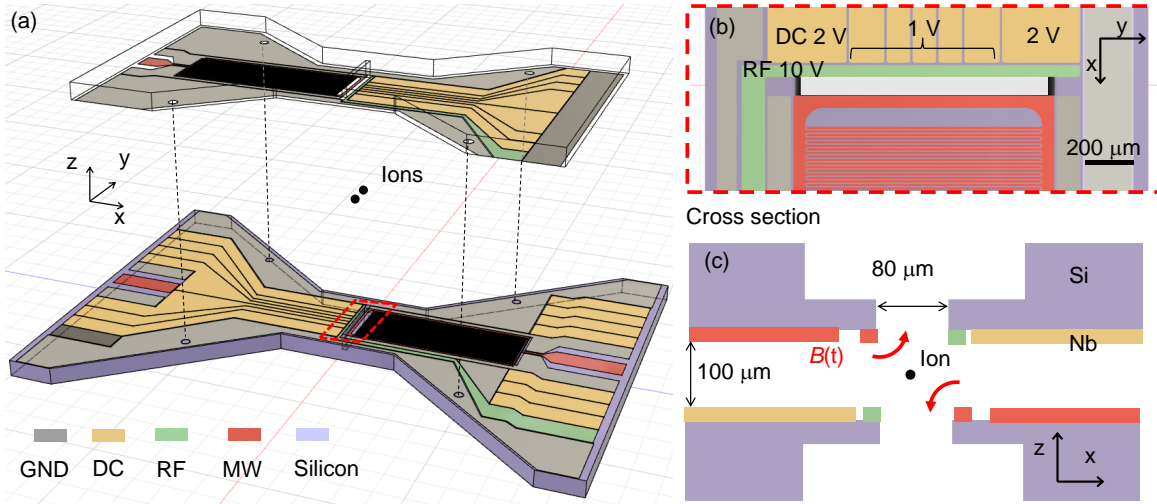 (a)
z
y
x
Ions
GND DC RF MW Silicon
(b)
DC 2 V
1 V
2 V
RF 10 V
y
x
200 μm
Cross section
(c)
80 μm
Si
B(t)
Ion
Nb
100 μm
z
x